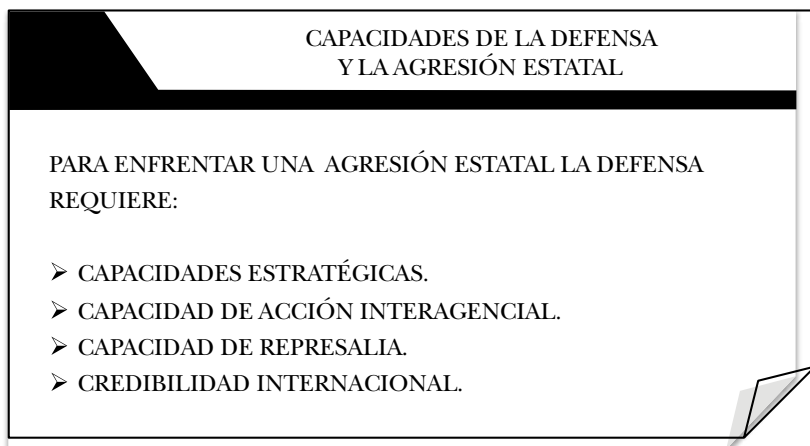 CAPACIDADES DE LA DEFENSA
Y LA AGRESIÓN ESTATAL
PARA ENFRENTAR UNA AGRESIÓN ESTATAL LA DEFENSA
REQUIERE:
➢ CAPACIDADES ESTRATÉGICAS.
➢ CAPACIDAD DE ACCIÓN INTERAGENCIAL.
➢ CAPACIDAD DE REPRESALIA.
➢ CREDIBILIDAD INTERNACIONAL.